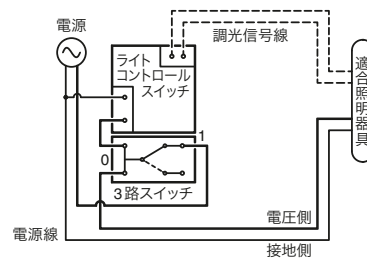 電源
調光信号線
ライト
コントロール
スイッチ
適合照明器具
1
0
3路スイッチ
電圧側
電源線
接地側